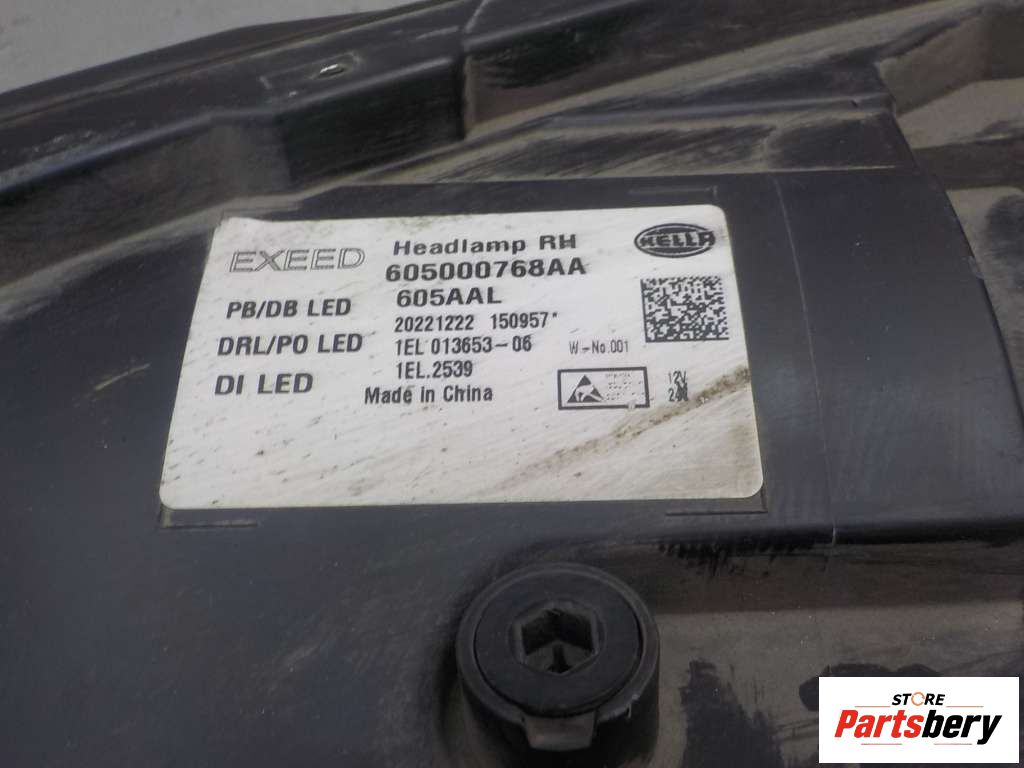 EXEED
Headlamp RH
HELLA
605000768AA
PB/DB LED
605AAL
20221222 150957*
DRL/PO LED
1EL 013653-06
W.-No.001
DI LED
1EL.2539
Made in China
12V
STORE
Partsbery